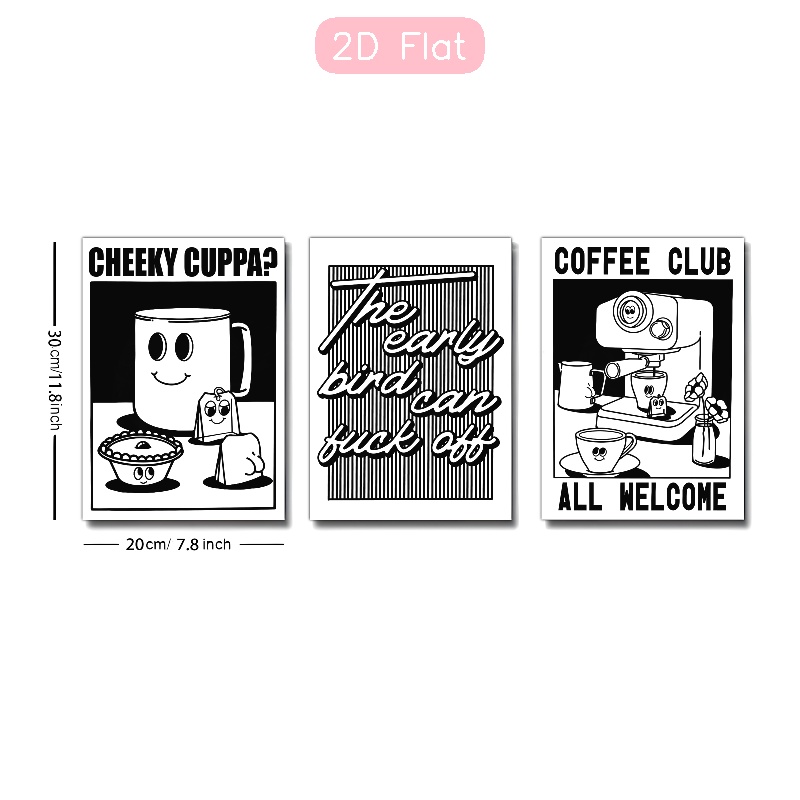 2D Flat
CHEEKY CUPPA?
The
early
bird
can
fuck off
COFFEE CLUB
ALL WELCOME
30cm/11.8inch
20cm/ 7.8 inch